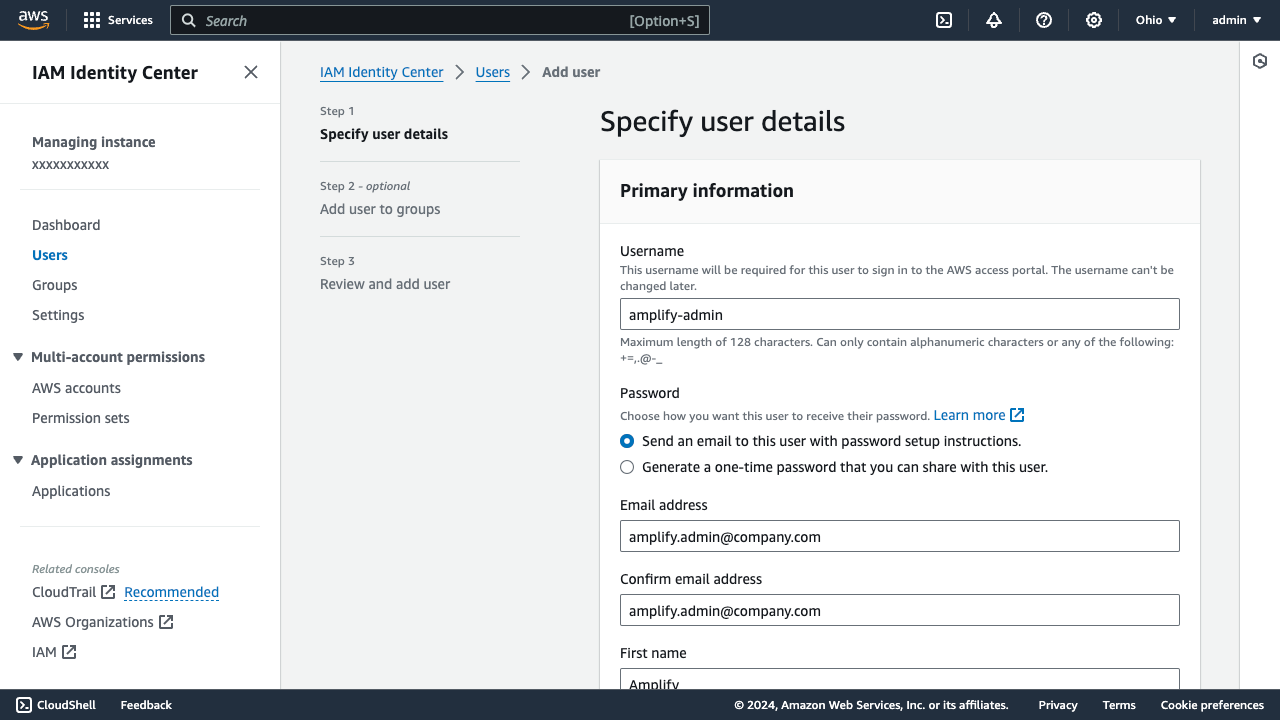 aws
Services
Search
[Option+S]
Ohio
admin
IAM Identity Center
Managing instance
xxxxxxxxxxx
Dashboard
Users
Groups
Settings
Multi-account permissions
AWS accounts
Permission sets
Application assignments
Applications
Related consoles
CloudTrail Recommended
AWS Organizations
IAM
IAM Identity Center
Users
Add user
Step 1
Specify user details
Step 2 - optional
Add user to groups
Step 3
Review and add user
Specify user details
Primary information
Username
This username will be required for this user to sign in to the AWS access portal. The username can't be
changed later.
amplify-admin
Maximum length of 128 characters. Can only contain alphanumeric characters or any of the following:
+=,.@-_
Password
Choose how you want this user to receive their password. Learn more
Send an email to this user with password setup instructions.
Generate a one-time password that you can share with this user.
Email address
amplify.admin@company.com
Confirm email address
amplify.admin@company.com
First name
Amplify
CloudShell
Feedback
© 2024, Amazon Web Services, Inc. or its affiliates.
Privacy
Terms
Cookie preferences